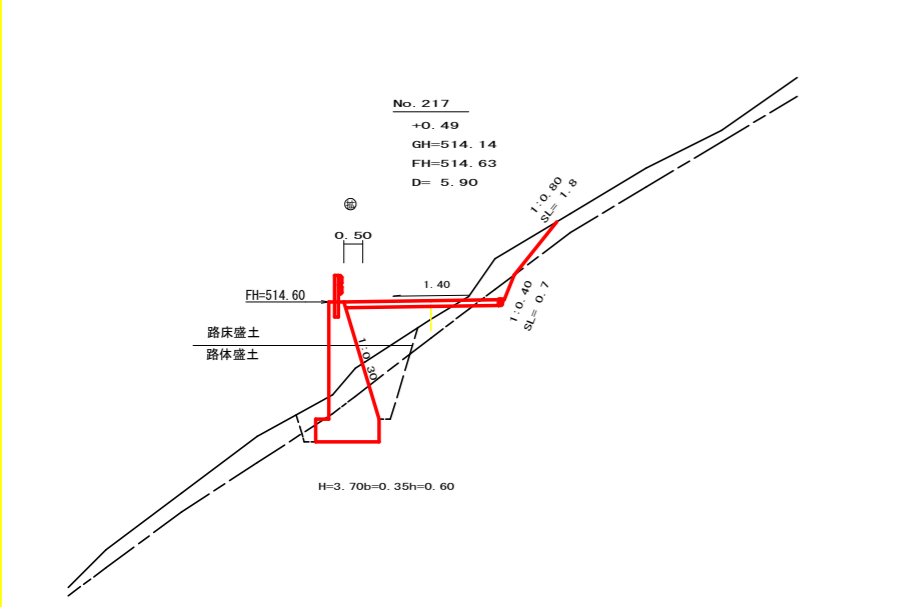 No. 217
+0. 49
GH=514. 14
FH=514. 63
D= 5. 90
1:0.80
SL= 1.8
拡
0. 50
1. 40
FH=514.60
1:0.40
SL= 0.7
路床盛土
路体盛土
1:0.30
H=3. 70b=0. 35h=0. 60